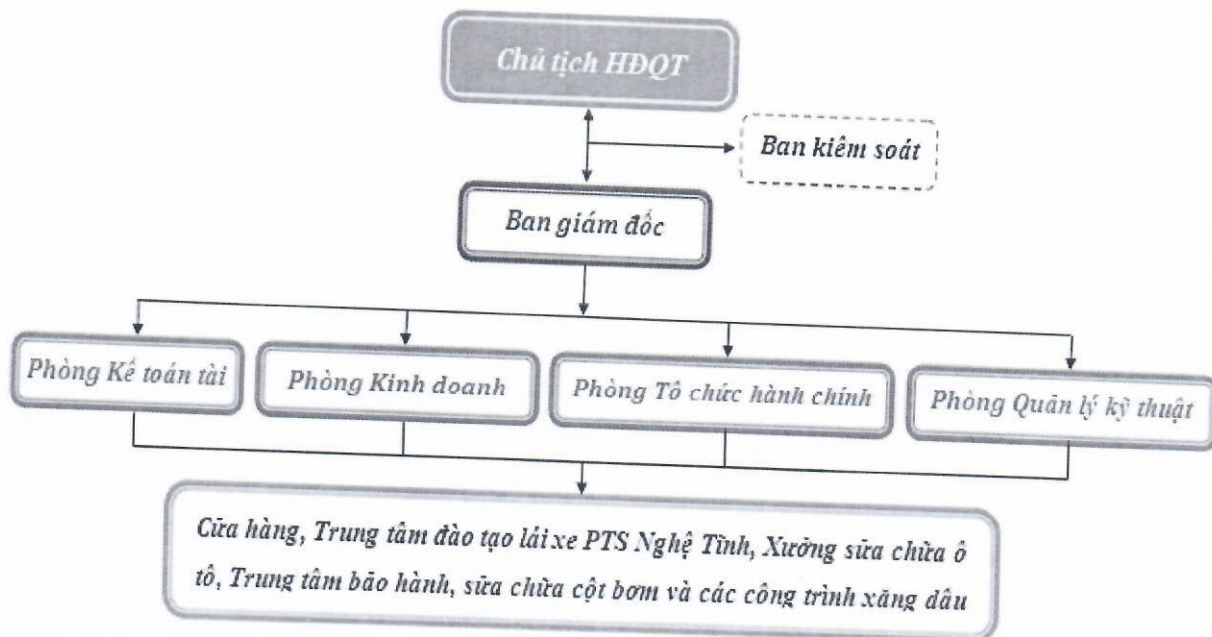 Chủ tịch HĐQT
Ban kiểm soát
Ban giám đốc
Phòng Kế toán tài
Phòng Kinh doanh
Phòng Tổ chức hành chính
Phòng Quản lý kỹ thuật
Cửa hàng, Trung tâm đào tạo lái xe PTS Nghệ Tĩnh, Xưởng sửa chữa ô
tô, Trung tâm bảo hành, sửa chữa cột bơm và các công trình xăng dầu